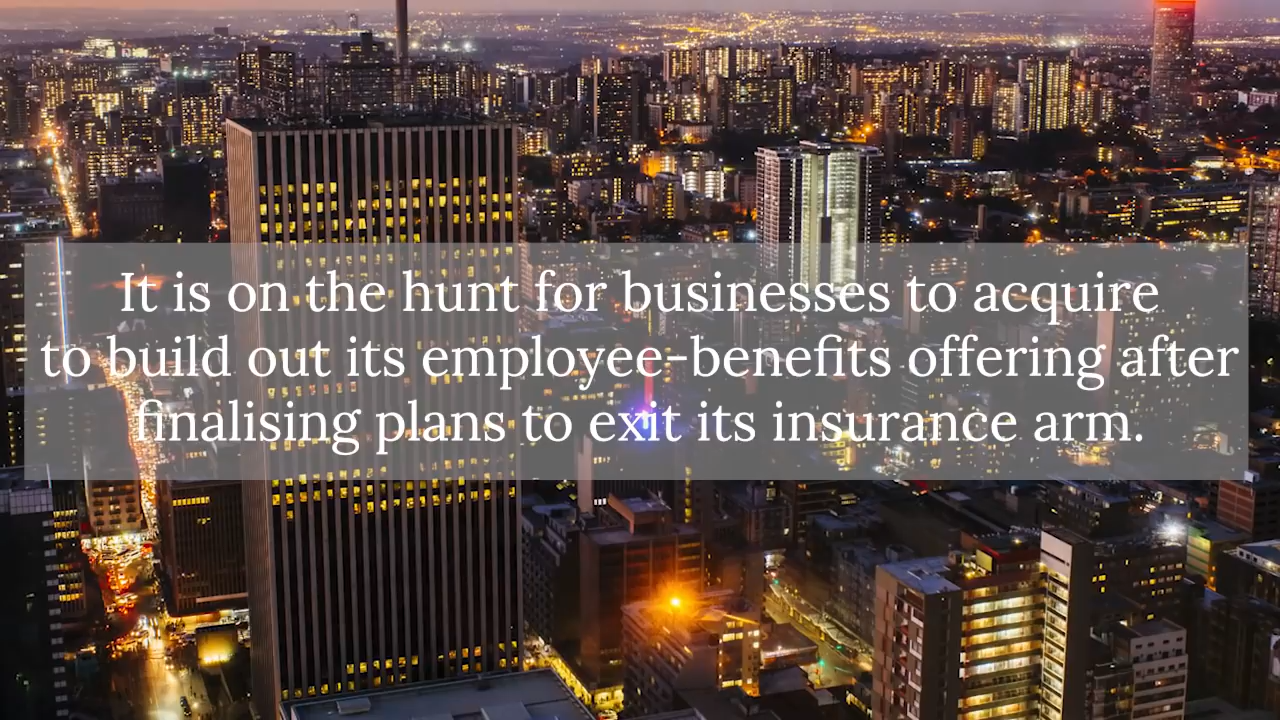 It is on the hunt for businesses to acquire
to build out its employee-benefits offering after
finalising plans to exit its insurance arm.